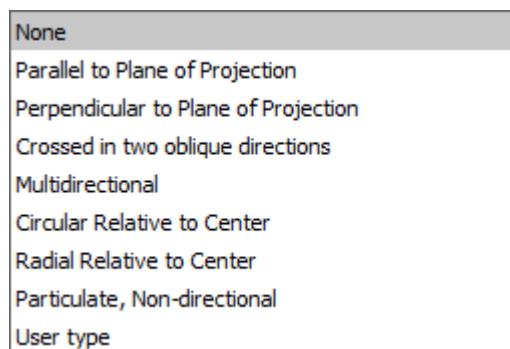 None
Parallel to Plane of Projection
Perpendicular to Plane of Projection
Crossed in two oblique directions
Multidirectional
Circular Relative to Center
Radial Relative to Center
Particulate, Non-directional
User type